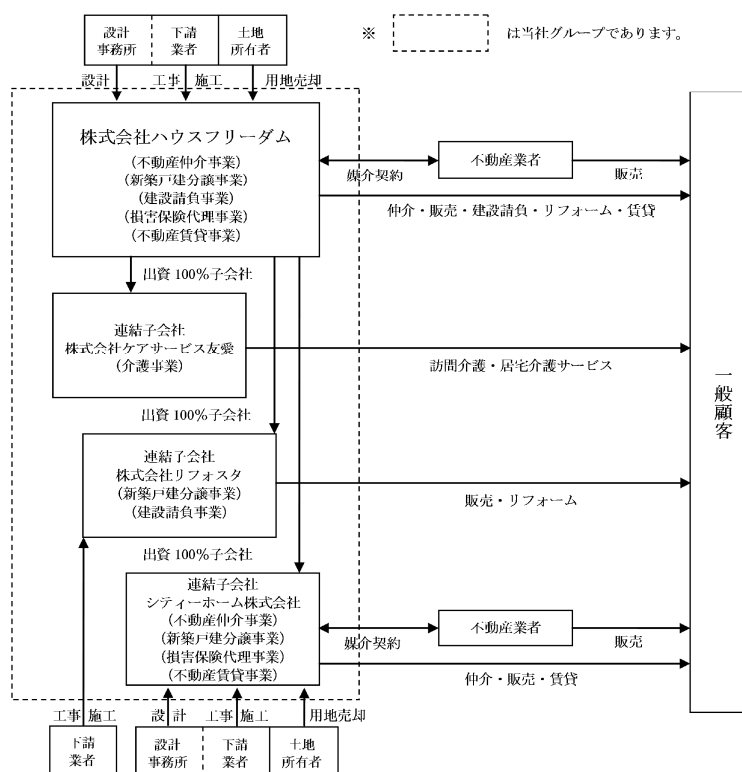 設計
事務所
下請
業者
土地
所有者
※
は当社グループであります。
設計
工事 施工
用地売却
株式会社ハウスフリーダム
(不動産仲介事業)
(新築戸建分譲事業)
(建設請負事業)
(損害保険代理事業)
(不動産賃貸事業)
媒介契約
不動産業者
販売
仲介・販売・建設請負・リフォーム・賃貸
出資 100％子会社
連結子会社
株式会社ケアサービス友愛
(介護事業)
訪問介護・居宅介護サービス
一般顧客
出資 100％子会社
連結子会社
株式会社リフォスタ
(新築戸建分譲事業)
(建設請負事業)
販売・リフォーム
出資 100％子会社
連結子会社
シティーホーム株式会社
(不動産仲介事業)
(新築戸建分譲事業)
(損害保険代理事業)
(不動産賃貸事業)
媒介契約
不動産業者
販売
仲介・販売・賃貸
工事 施工
設計
工事 施工
用地売却
下請
業者
設計
事務所
下請
業者
土地
所有者